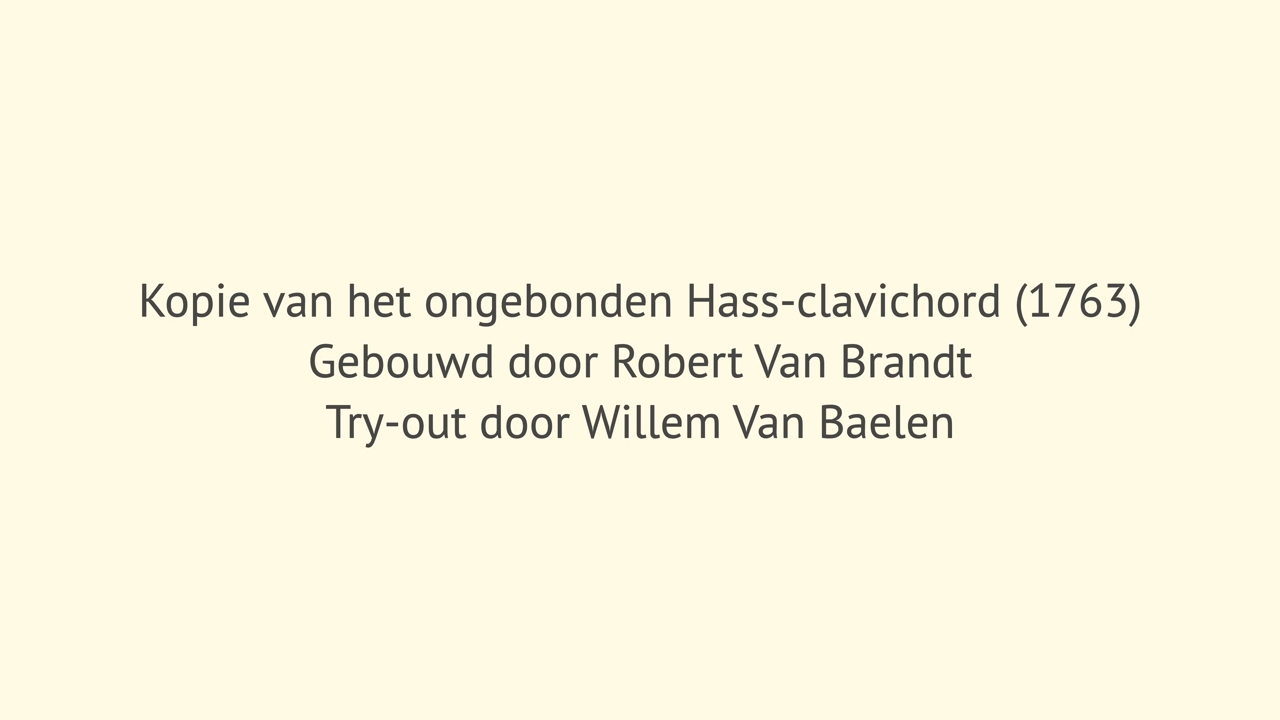 Kopie van het ongebonden Hass-clavichord (1763)
Gebouwd door Robert Van Brandt
Try-out door Willem Van Baelen